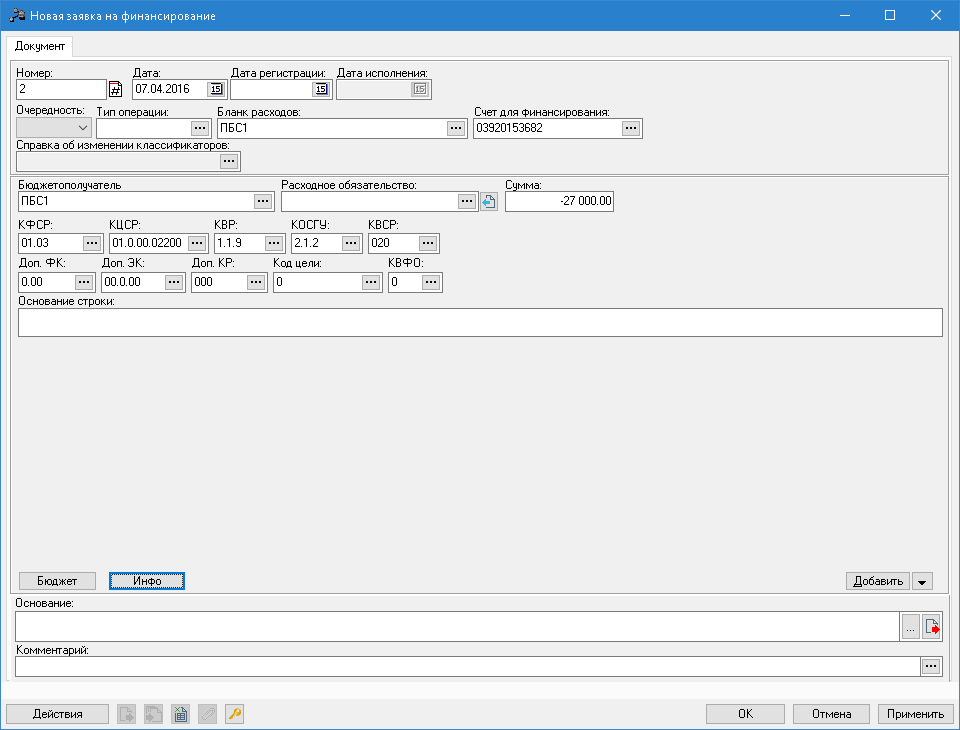 Новая заявка на финансирование
Документ
Номер: Дата: Дата регистрации: Дата исполнения:
2 07.04.2016 15 15 15
Очередность: Тип операции: Бланк расходов: Счет для финансирования:
... ПБС1 ... 03920153682 ...
Справка об изменении классификаторов:
...
Бюджетополучатель Расходное обязательство: Сумма:
ПБС1 ... ... -27 000.00
КФСР: КЦСР: КВР: КОСГУ: КВСР:
01.03 ... 01.0.00.02200 ... 1.1.9 ... 2.1.2 ... 020 ...
Доп. ФК: Доп. ЭК: Доп. КР: Код цели: КВФО:
0.00 ... 00.0.00 ... 000 ... 0 ... 0 ...
Основание строки:
Бюджет Инфо Добавить
Основание:
...
Комментарий:
...
Действия OK Отмена Применить